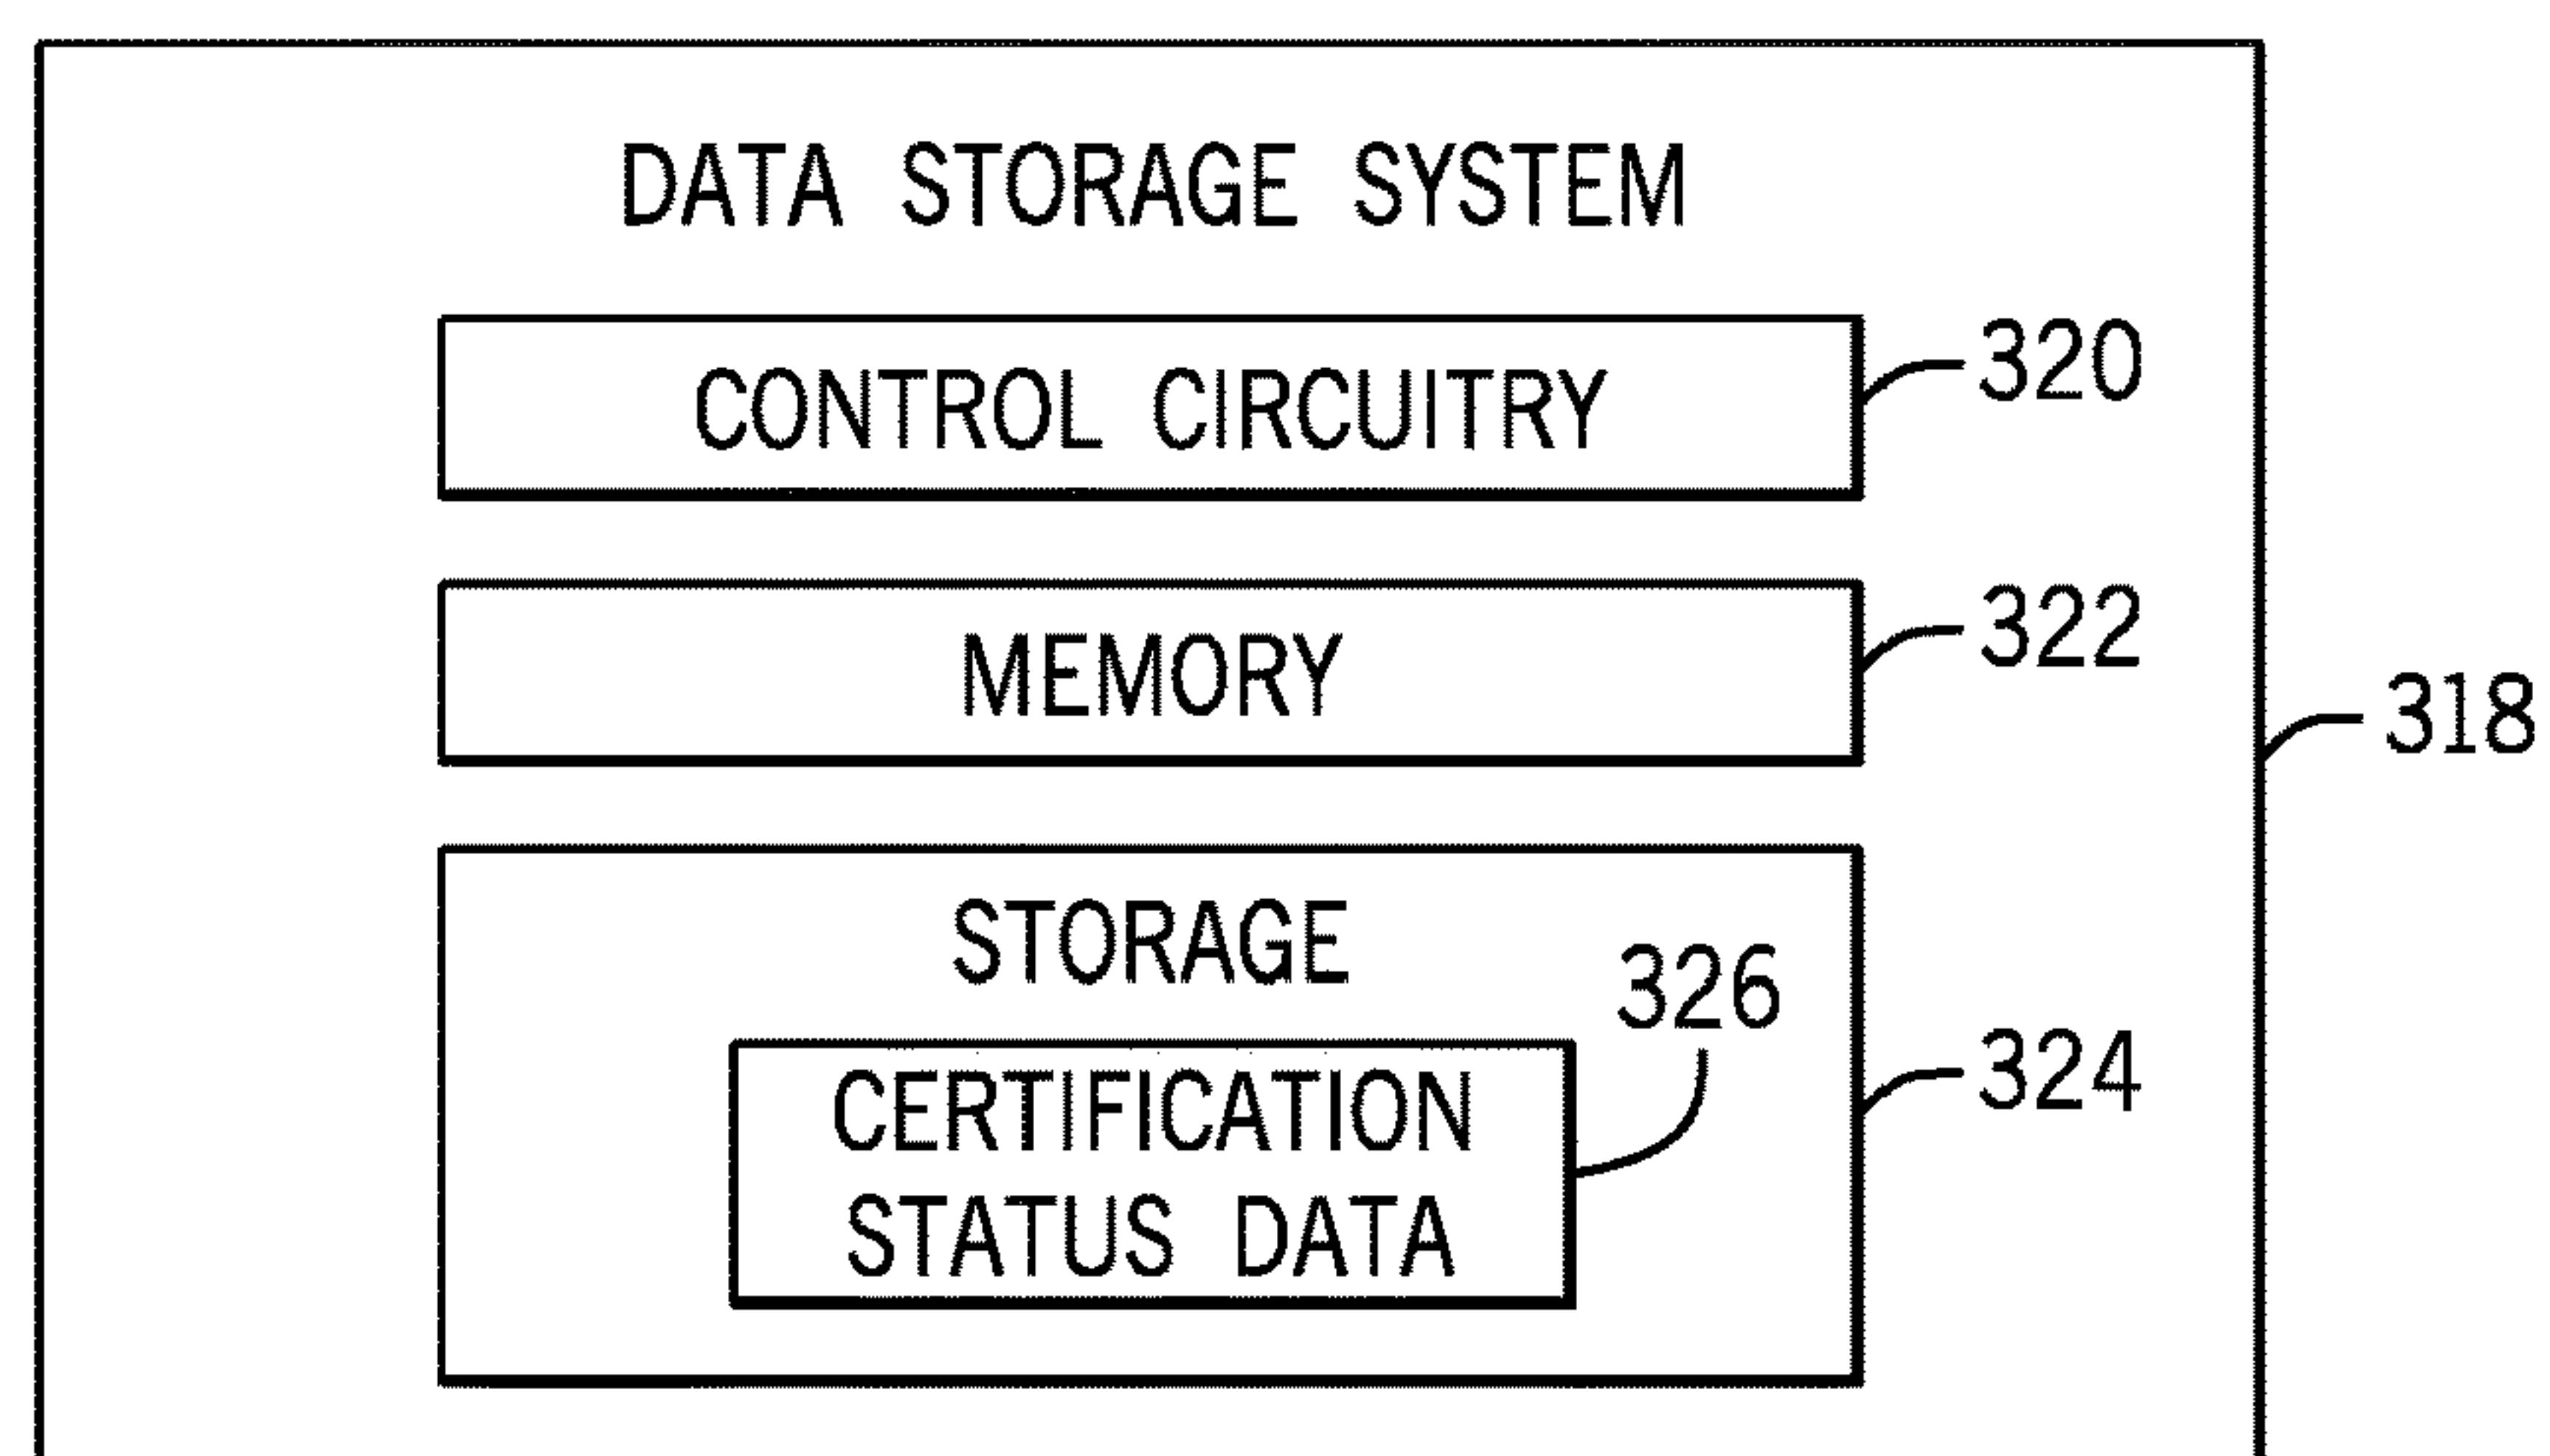 DATA STORAGE SYSTEM
CONTROL CIRCUITRY
320
MEMORY
322
318
STORAGE
326
CERTIFICATION
STATUS DATA
324